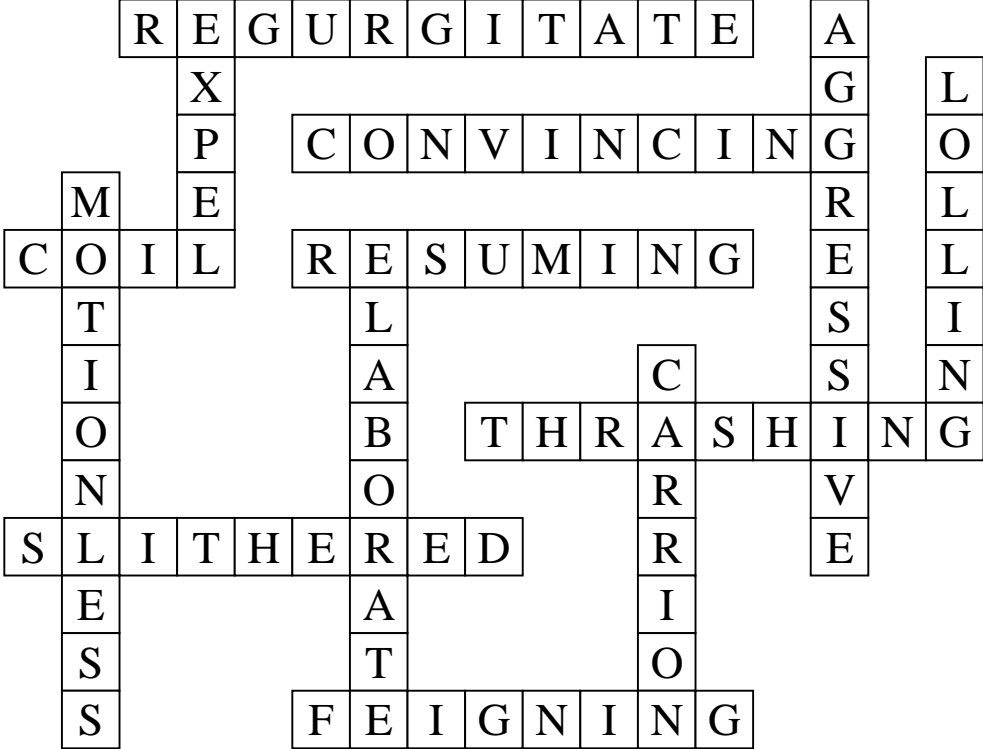 REGURGITATE
EXPEL
AGGRESSIVE
LOLLING
CONVINCING
MOTIONLESS
COIL
RESUMING
ELABORATE
CARRION
THRASHING
SLITHERED
FEIGNING